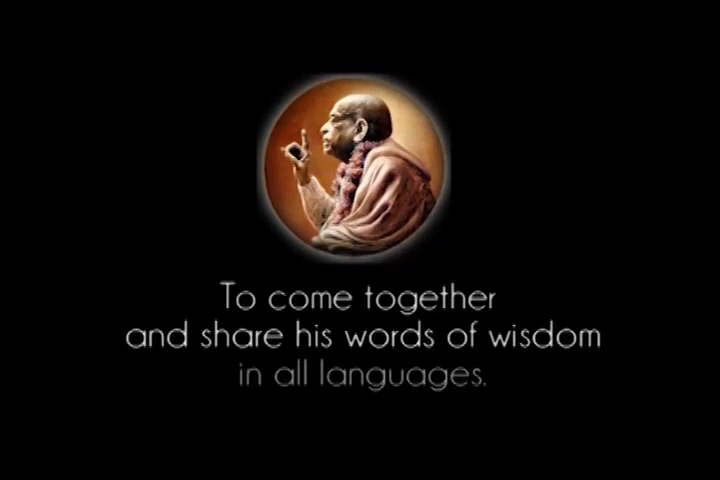 To come together
and share his words of wisdom
in all languages.